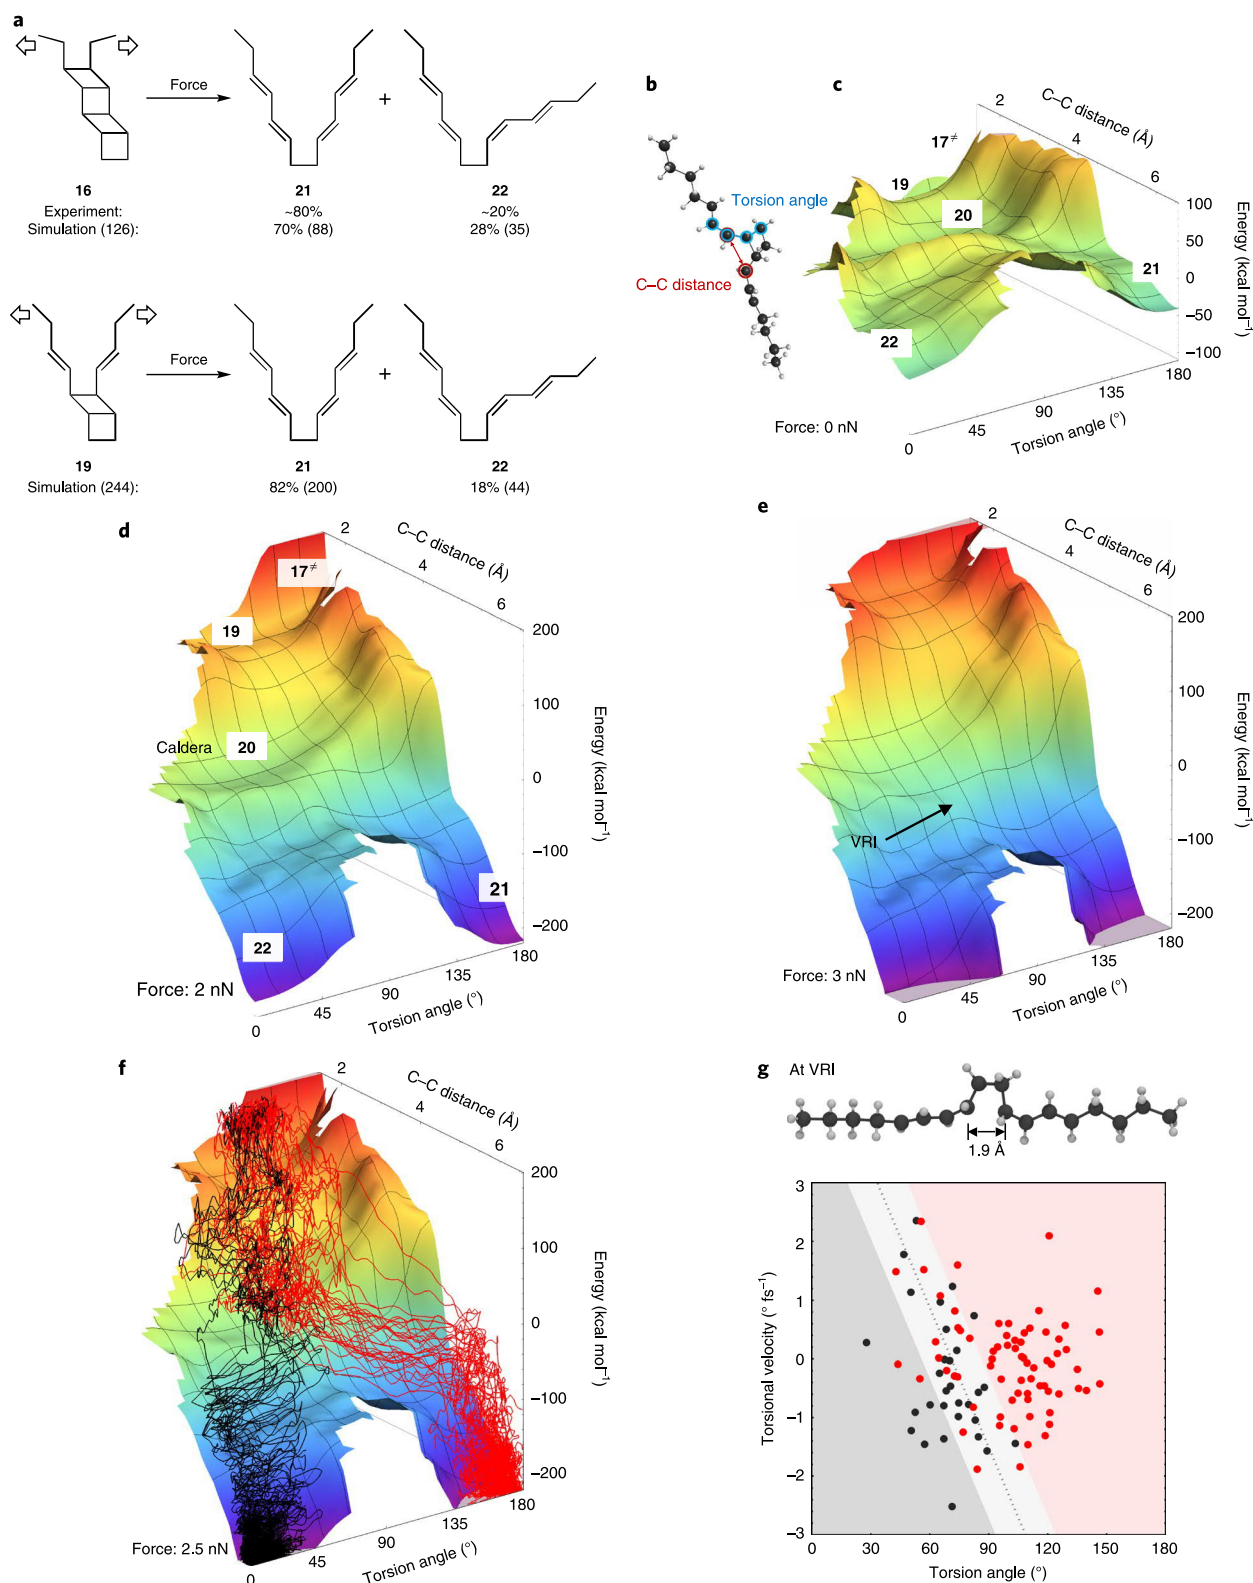 a
Force
+
16
21
22
Experiment:
~80%
~20%
Simulation (126):
70% (88)
28% (35)
Force
+
19
21
22
Simulation (244):
82% (200)
18% (44)
b
Torsion angle
C–C distance
c
C–C distance (Å)
2
4
6
17≠
19
20
21
22
100
50
0
−50
−100
Energy (kcal mol−1)
180
135
90
45
0
Torsion angle (°)
Force: 0 nN
d
C–C distance (Å)
2
4
6
17≠
19
Caldera
20
21
22
200
100
0
−100
−200
Energy (kcal mol−1)
180
135
90
45
0
Torsion angle (°)
Force: 2 nN
e
C–C distance (Å)
2
4
6
VRI
200
100
0
−100
−200
Energy (kcal mol−1)
180
135
90
45
0
Torsion angle (°)
Force: 3 nN
f
C–C distance (Å)
2
4
6
200
100
0
−100
−200
Energy (kcal mol−1)
180
135
90
45
0
Torsion angle (°)
Force: 2.5 nN
g
At VRI
1.9 Å
Torsional velocity (° fs−1)
3
2
1
0
−1
−2
−3
0
30
60
90
120
150
180
Torsion angle (°)